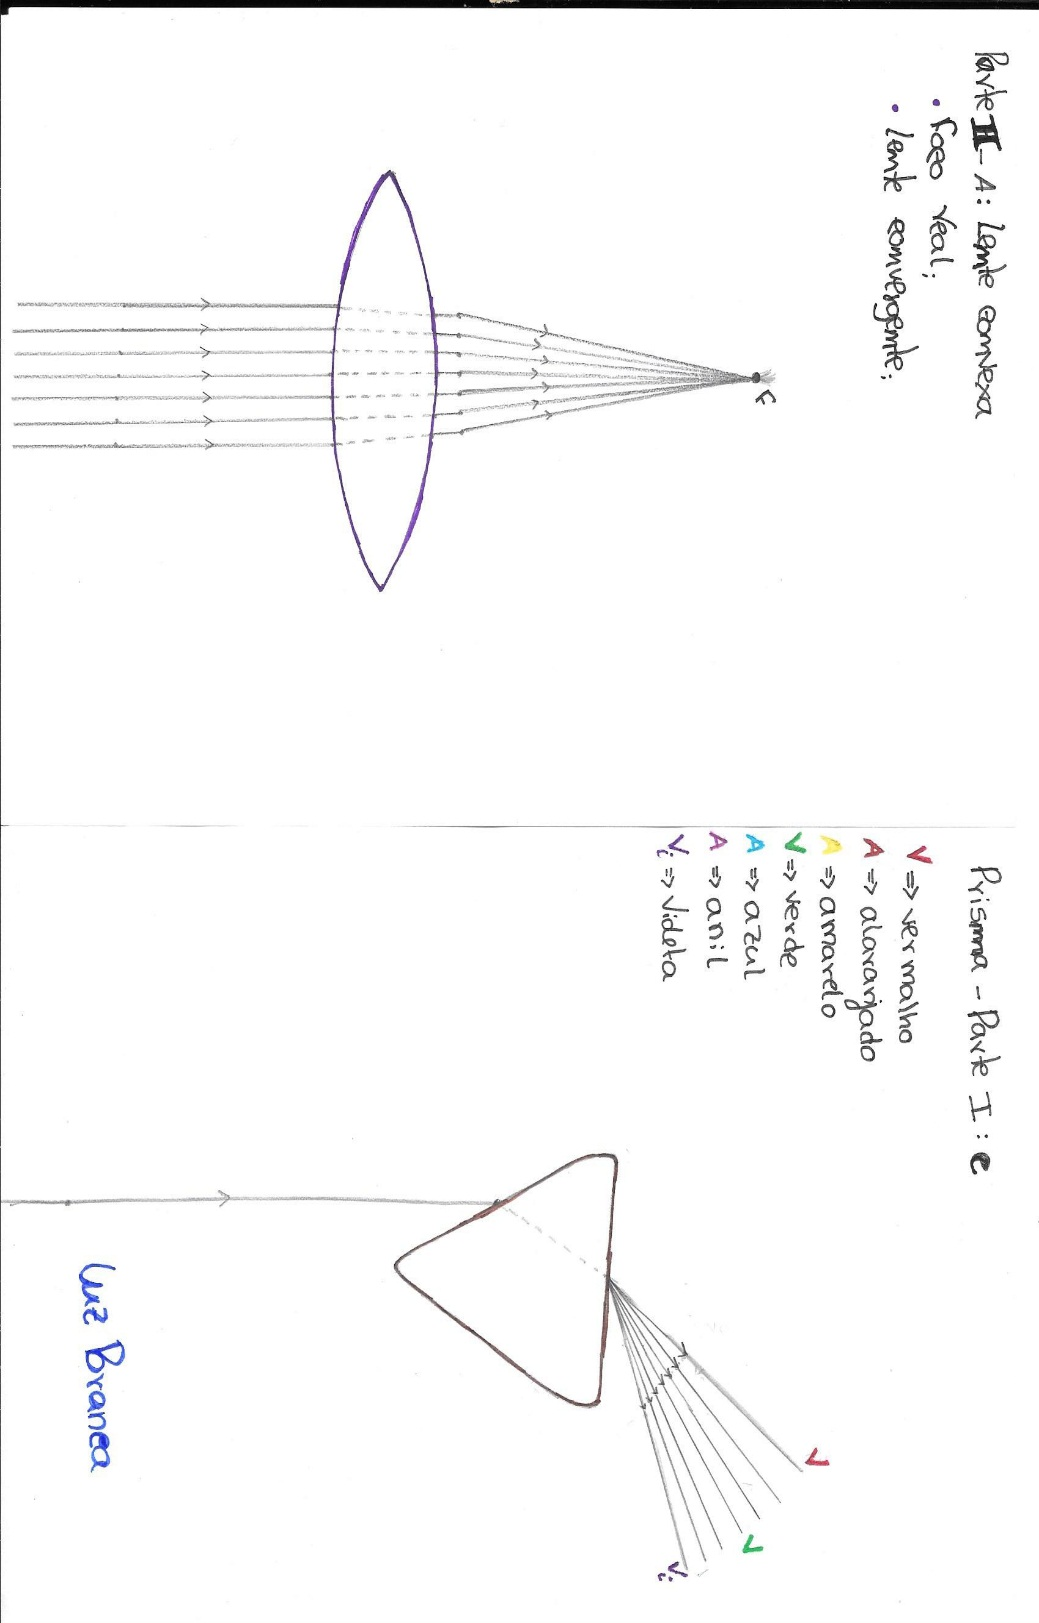 Parte II - A: Lente convexa
• Foco real;
• Lente convergente;
F
Prisma - Parte I: C
V => vermalho
A => alaranjado
A => amarelo
V => verde
A => azul
A => anil
Vi => Violeta
Luz Branca
V
V
Vi